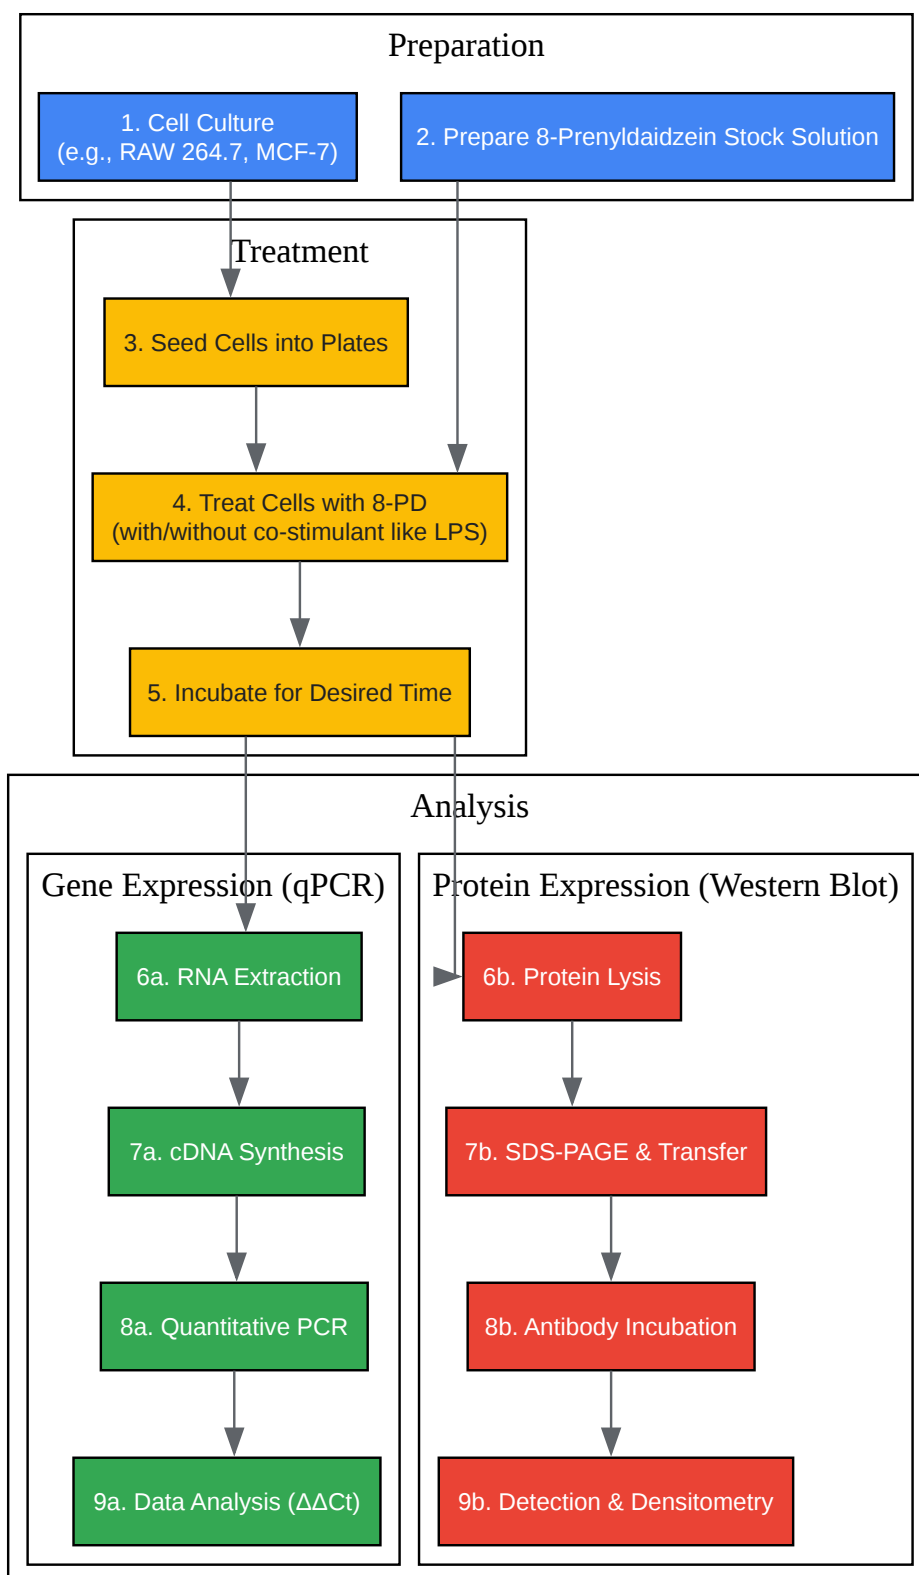 Preparation
1. Cell Culture
(e.g., RAW 264.7, MCF-7)
2. Prepare 8-Prenyldaidzein Stock Solution
Treatment
3. Seed Cells into Plates
4. Treat Cells with 8-PD
(with/without co-stimulant like LPS)
5. Incubate for Desired Time
Analysis
Gene Expression (qPCR)
6a. RNA Extraction
7a. cDNA Synthesis
8a. Quantitative PCR
9a. Data Analysis (ΔΔCt)
Protein Expression (Western Blot)
6b. Protein Lysis
7b. SDS-PAGE & Transfer
8b. Antibody Incubation
9b. Detection & Densitometry